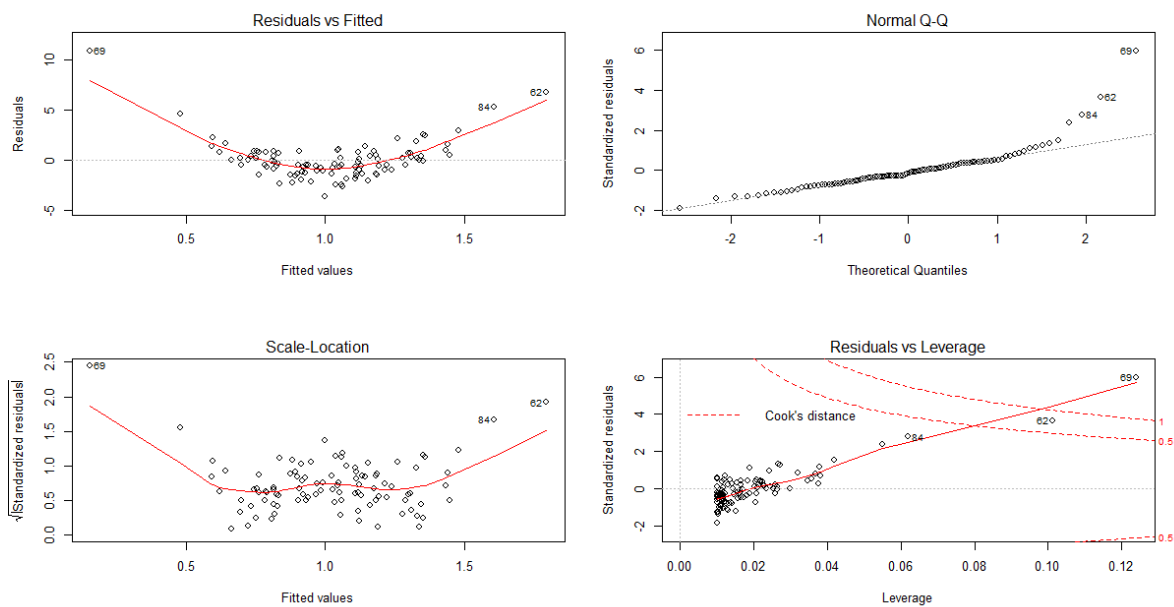 Residuals vs Fitted
Residuals
10
5
0
-5
69
84
62
0.5 1.0 1.5
Fitted values
Normal Q-Q
Standardized residuals
6
4
2
0
-2
69
62
84
-2 -1 0 1 2
Theoretical Quantiles
Scale-Location
√|Standardized residuals|
2.5
2.0
1.5
1.0
0.5
0.0
69
84
62
0.5 1.0 1.5
Fitted values
Residuals vs Leverage
Standardized residuals
6
4
2
0
-2
69
62
84
Cook's distance
1
0.5
0.5
0.00 0.02 0.04 0.06 0.08 0.10 0.12
Leverage